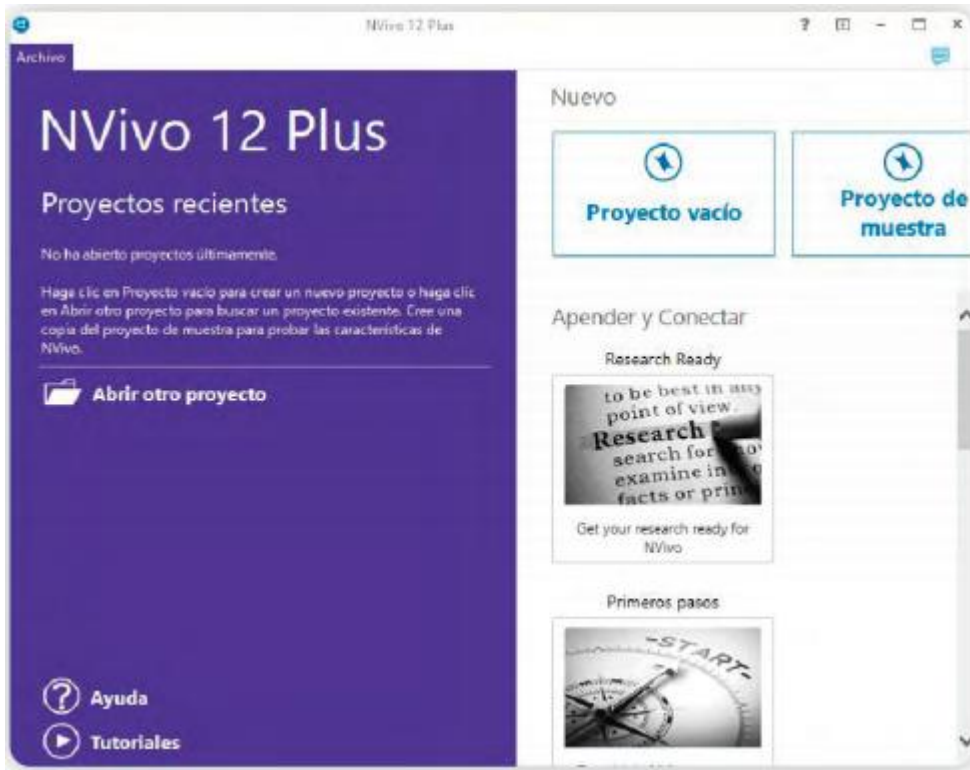 NVivo 12 Plus
?
Archivo
NVivo 12 Plus
Proyectos recientes
No ha abierto proyectos últimamente.
Haga clic en Proyecto vacío para crear un nuevo proyecto o haga clic
en Abrir otro proyecto para buscar un proyecto existente. Cree una
copia del proyecto de muestra para probar las características de
NVivo.
Abrir otro proyecto
? Ayuda
Tutoriales
Nuevo
Proyecto vacío
Proyecto de
muestra
Apender y Conectar
Research Ready
to be best in any
point of view.
Research
search for
examine in
facts or prin
Get your research ready for
NVivo
Primeros pasos
-START-